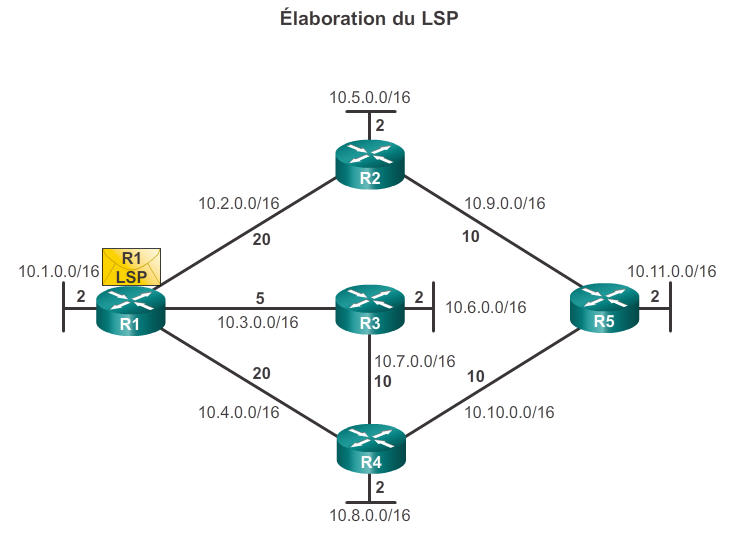 Élaboration du LSP
10.5.0.0/16
2
R2
10.2.0.0/16
20
10.9.0.0/16
10
R1
LSP
10.1.0.0/16
2
R1
5
10.3.0.0/16
R3
2
10.6.0.0/16
10.11.0.0/16
2
R5
10.7.0.0/16
10
20
10.4.0.0/16
10
10.10.0.0/16
R4
2
10.8.0.0/16